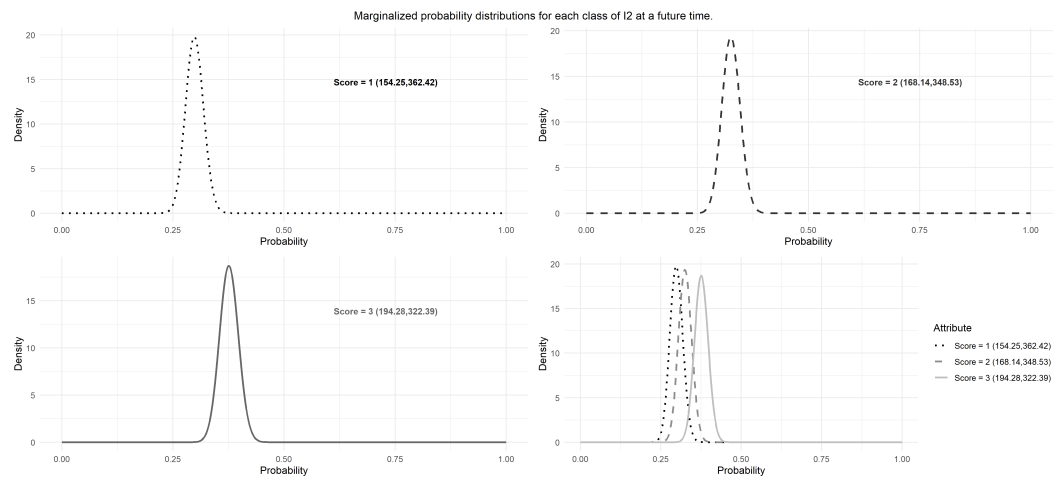 Marginalized probability distributions for each class of I2 at a future time.
20
15
10
5
0
Density
Score = 1 (154.25,362.42)
0.00 0.25 0.50 0.75 1.00
Probability
20
15
10
5
0
Density
Score = 2 (168.14,348.53)
0.00 0.25 0.50 0.75 1.00
Probability
15
10
5
0
Density
Score = 3 (194.28,322.39)
0.00 0.25 0.50 0.75 1.00
Probability
20
15
10
5
0
Density
0.00 0.25 0.50 0.75 1.00
Probability
Attribute
Score = 1 (154.25,362.42)
Score = 2 (168.14,348.53)
Score = 3 (194.28,322.39)